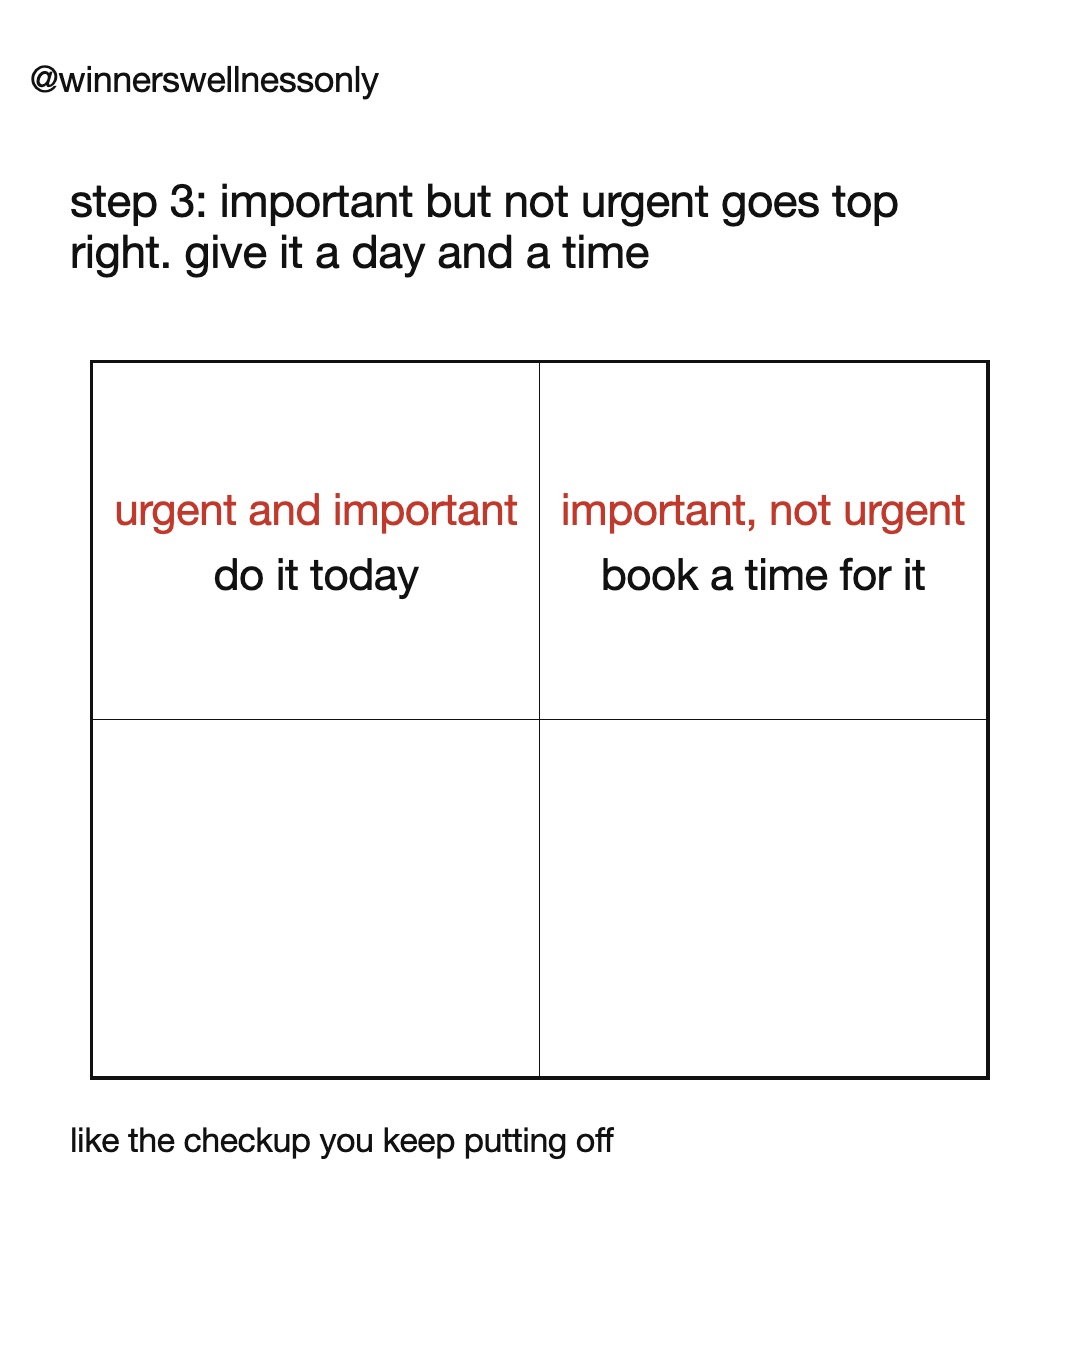 @winnerswellnessonly
step 3: important but not urgent goes top
right. give it a day and a time
urgent and important
do it today
important, not urgent
book a time for it
like the checkup you keep putting off